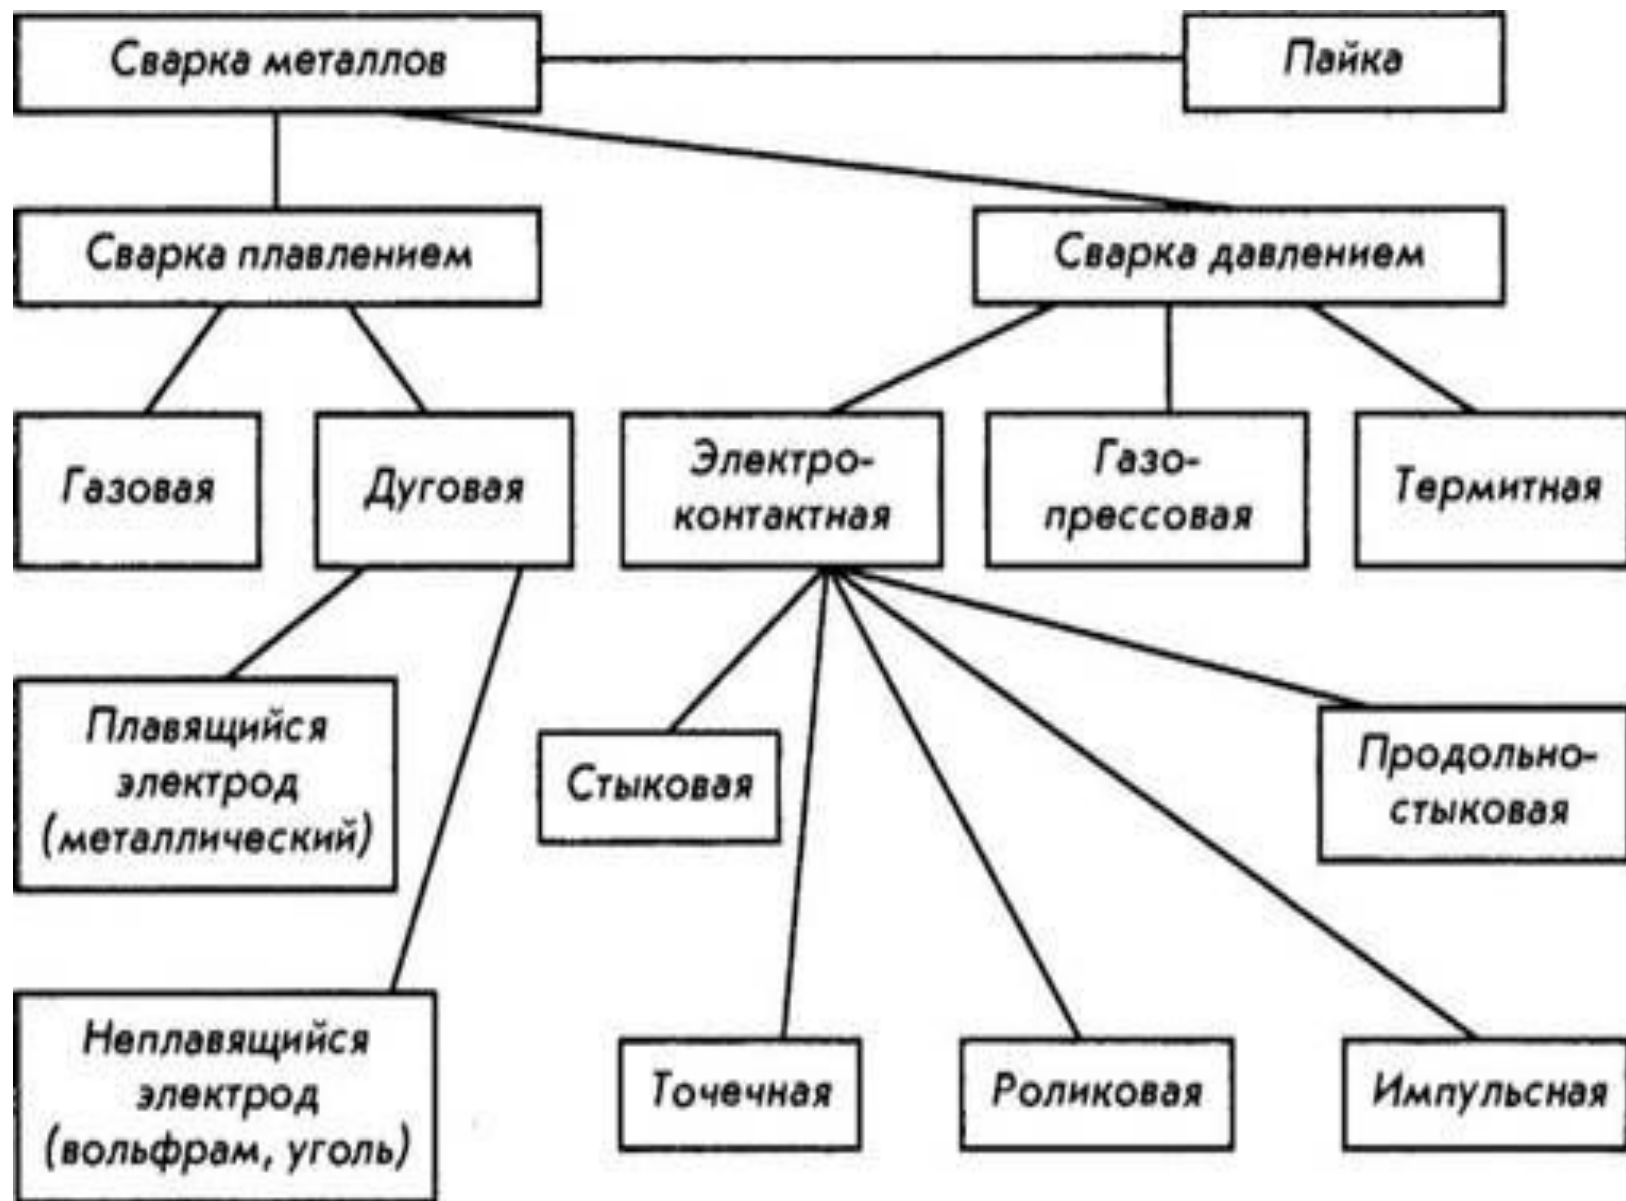 Сварка металлов
Пайка
Сварка плавлением
Сварка давлением
Газовая
Дуговая
Электро-
контактная
Газо-
прессовая
Термитная
Плавящийся
электрод
(металлический)
Стыковая
Продольно-
стыковая
Неплавящийся
электрод
(вольфрам, уголь)
Точечная
Роликовая
Импульсная